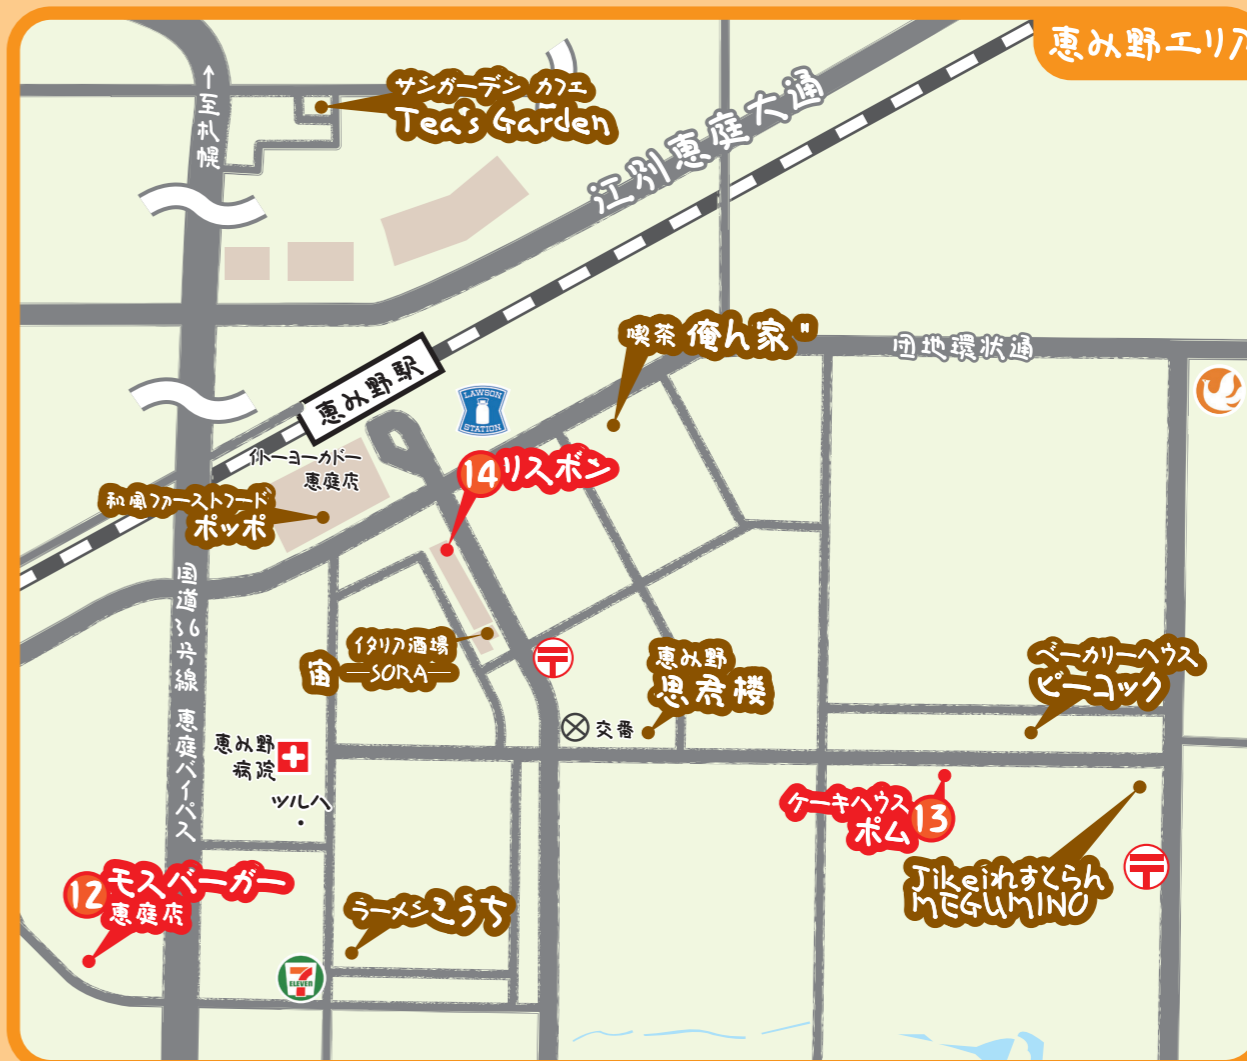 恵み野エリア
↑至札幌
サンガーデン カフェ
Tea's Garden
江別恵庭大通
喫茶 俺ん家"
団地環状通
恵み野駅
LAWSON
STATION
イトーヨーカドー
恵庭店
14 リスボン
和風ファーストフード
ポッポ
国道36号線 恵庭バイパス
イタリア酒場
宙 —SORA—
恵み野
思君楼
ベーカリーハウス
ピーコック
交番
恵み野
病院
ツルハ
ケーキハウス
ポム 13
Jikeiれすとらん
MEGUMINO
12 モスバーガー
恵庭店
ラーメンこうち
7
ELEVEN